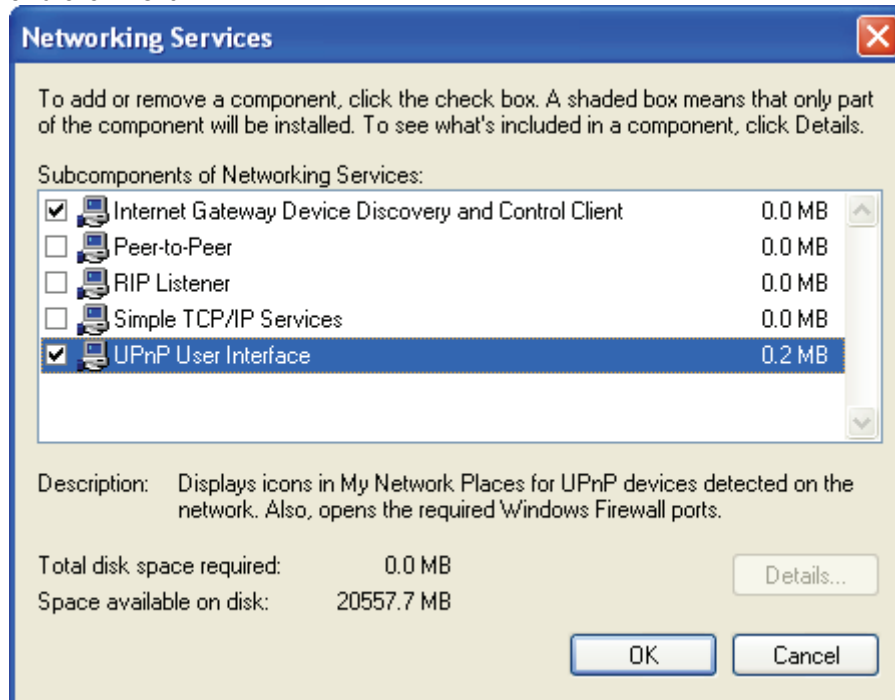 Networking Services
To add or remove a component, click the check box. A shaded box means that only part
of the component will be installed. To see what's included in a component, click Details.
Subcomponents of Networking Services:
Internet Gateway Device Discovery and Control Client 0.0 MB
Peer-to-Peer 0.0 MB
RIP Listener 0.0 MB
Simple TCP/IP Services 0.0 MB
UPnP User Interface 0.2 MB
Description: Displays icons in My Network Places for UPnP devices detected on the
network. Also, opens the required Windows Firewall ports.
Total disk space required: 0.0 MB
Space available on disk: 20557.7 MB
Details...
OK Cancel